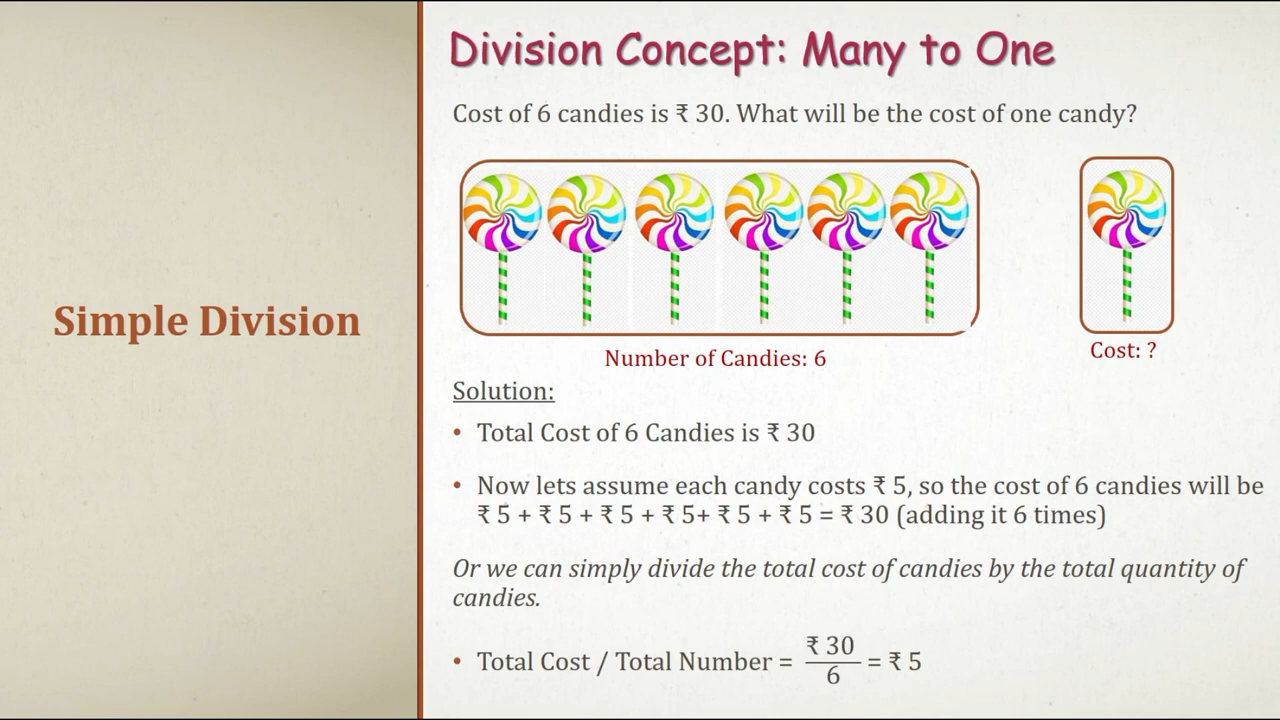 Division Concept: Many to One
Cost of 6 candies is ₹ 30. What will be the cost of one candy?
Simple Division
Number of Candies: 6
Cost: ?
Solution:
• Total Cost of 6 Candies is ₹ 30
• Now lets assume each candy costs ₹ 5, so the cost of 6 candies will be
₹ 5 + ₹ 5 + ₹ 5 + ₹ 5+ ₹ 5 + ₹ 5 = ₹ 30 (adding it 6 times)
Or we can simply divide the total cost of candies by the total quantity of
candies.
• Total Cost / Total Number = ₹ 30 / 6 = ₹ 5